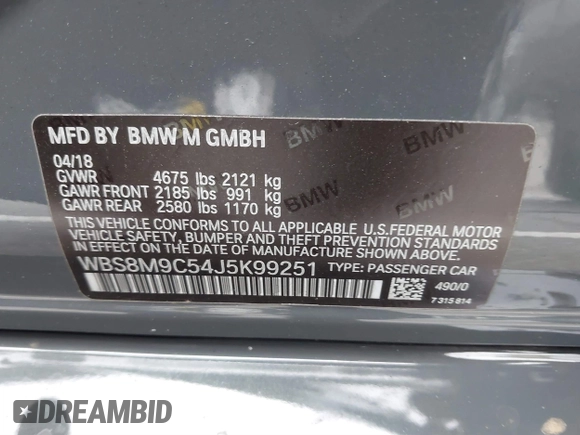 MFD BY BMW M GMBH
04/18
GVWR 4675 lbs 2121 kg
GAWR FRONT 2185 lbs 991 kg
GAWR REAR 2580 lbs 1170 kg
THIS VEHICLE CONFORMS TO ALL APPLICABLE U.S.FEDERAL MOTOR
VEHICLE SAFETY, BUMPER, AND THEFT PREVENTION STANDARDS
IN EFFECT ON THE DATE OF MANUFACTURE SHOWN ABOVE.
WBS8M9C54J5K99251 TYPE: PASSENGER CAR
490/0
7 315 814
BMW
BMW
BMW
DREAMBID